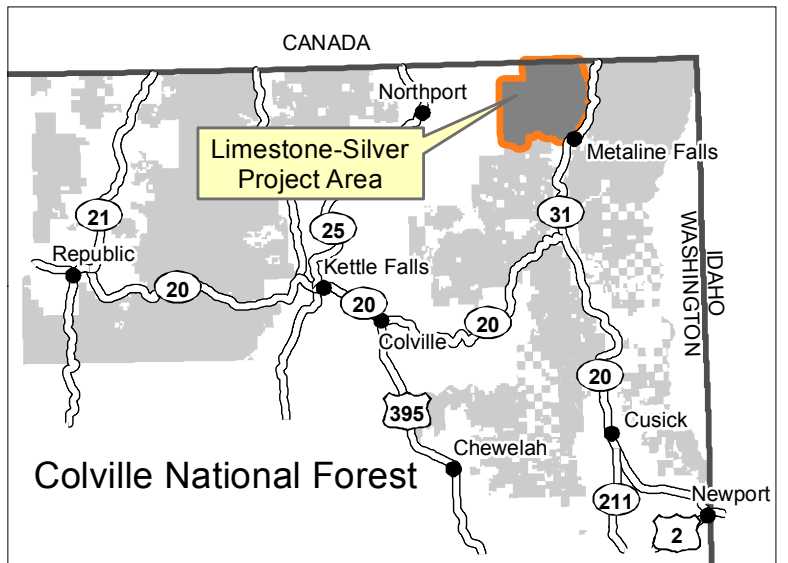 CANADA
Northport
Limestone-Silver
Project Area
Metaline Falls
21
25
31
Republic
Kettle Falls
20
20
20
Colville
WASHINGTON
IDAHO
20
395
Cusick
Chewelah
Colville National Forest
211
Newport
2